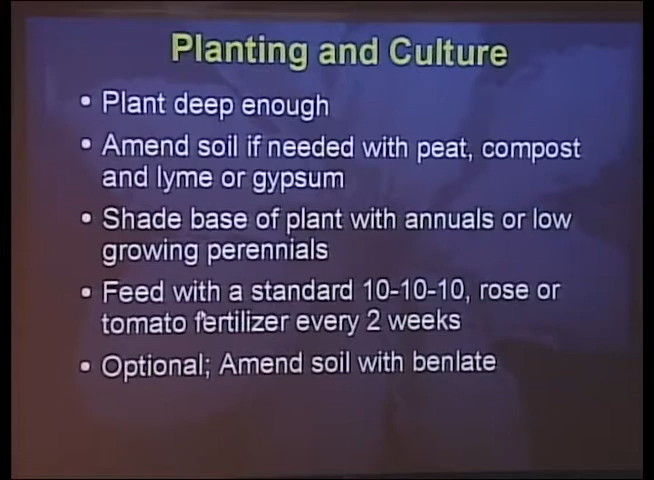 Planting and Culture
• Plant deep enough
• Amend soil if needed with peat, compost
and lyme or gypsum
• Shade base of plant with annuals or low
growing perennials
• Feed with a standard 10-10-10, rose or
tomato fertilizer every 2 weeks
• Optional; Amend soil with benlate